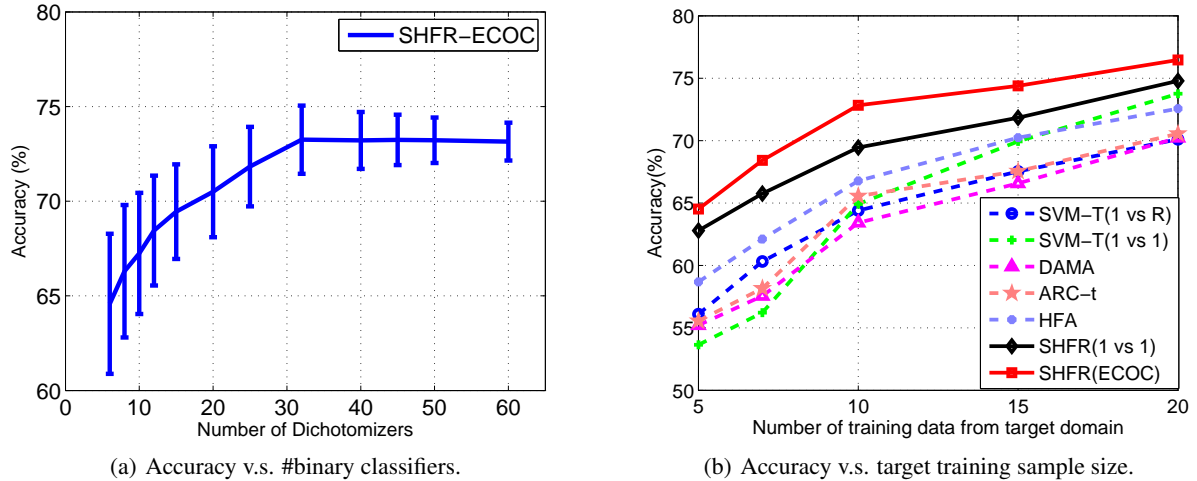 80
75
70
65
60
Accuracy (%)
0 10 20 30 40 50 60
Number of Dichotomizers
SHFR−ECOC
(a) Accuracy v.s. #binary classifiers.
80
75
70
65
60
55
50
Accuracy(%)
5 10 15 20
Number of training data from target domain
SVM−T(1 vs R)
SVM−T(1 vs 1)
DAMA
ARC−t
HFA
SHFR(1 vs 1)
SHFR(ECOC)
(b) Accuracy v.s. target training sample size.